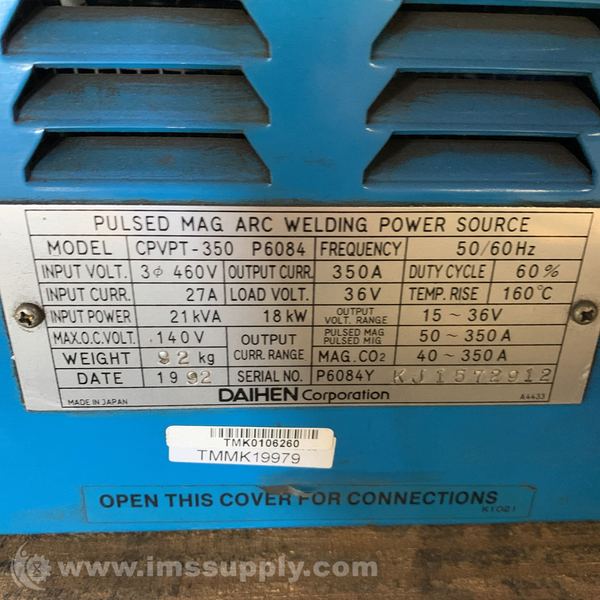 PULSED MAG ARC WELDING POWER SOURCE
MODEL CPVPT-350 P6084 FREQUENCY 50/60Hz
INPUT VOLT. 3φ 460V OUTPUT CURR. 350A DUTY CYCLE 60%
INPUT CURR. 27A LOAD VOLT. 36V TEMP. RISE 160°C
INPUT POWER 21kVA 18kW OUTPUT VOLT. RANGE 15~36V
MAX.O.C.VOLT. 140V OUTPUT CURR. RANGE PULSED MAG PULSED MIG 50~350A
WEIGHT 92 kg MAG.CO2 40~350A
DATE 1992 SERIAL NO. P6084Y KJ1572912
MADE IN JAPAN DAIHEN Corporation A4433
TMK0106260
TMMK19979
OPEN THIS COVER FOR CONNECTIONS
K1021
www.imssupply.com